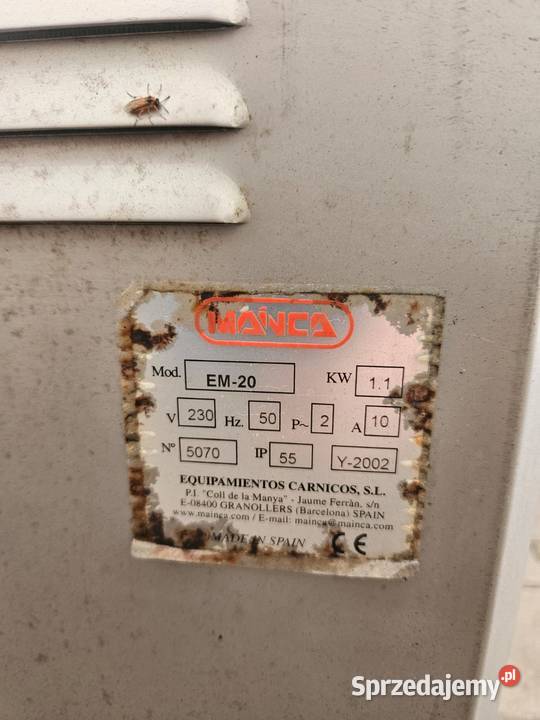 MAINCA
Mod. EM-20 KW 1.1
V 230 Hz. 50 P~ 2 A 10
Nº 5070 IP 55 Y-2002
EQUIPAMIENTOS CARNICOS, S.L.
P.I. "Coll de la Manya" - Jaume Ferràn, s/n
E-08400 GRANOLLERS (Barcelona) SPAIN
www.mainca.com / E-mail: mainca@mainca.com
MADE IN SPAIN CE
Sprzedajemy.pl